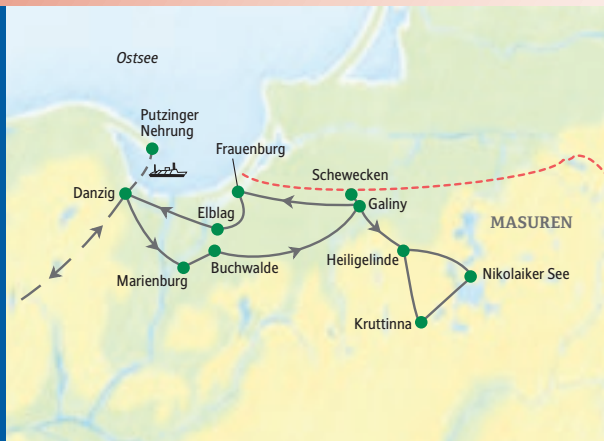 Ostsee
Putzinger
Nehrung
Frauenburg
Schewecken
Danzig
Galiny
Elblag
MASUREN
Heiligelinde
Buchwalde
Marienburg
Nikolaiker See
Kruttinna